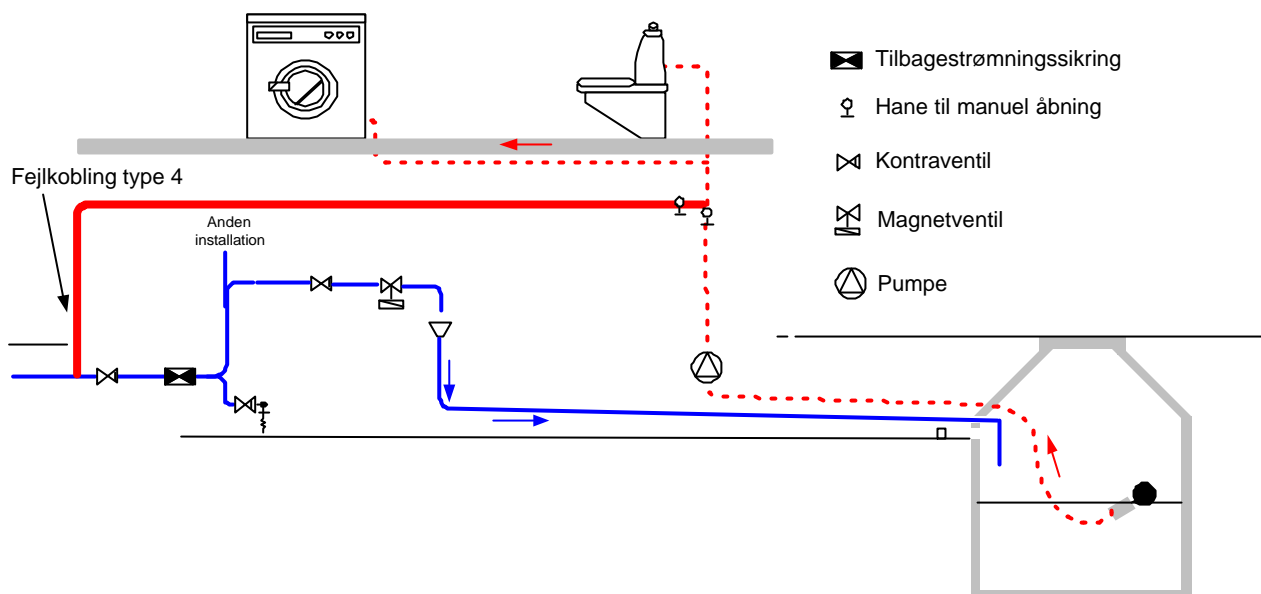 Tilbagestrømningssikring
Hane til manuel åbning
Kontraventil
Magnetventil
Pumpe
Fejlkobling type 4
Anden
installation